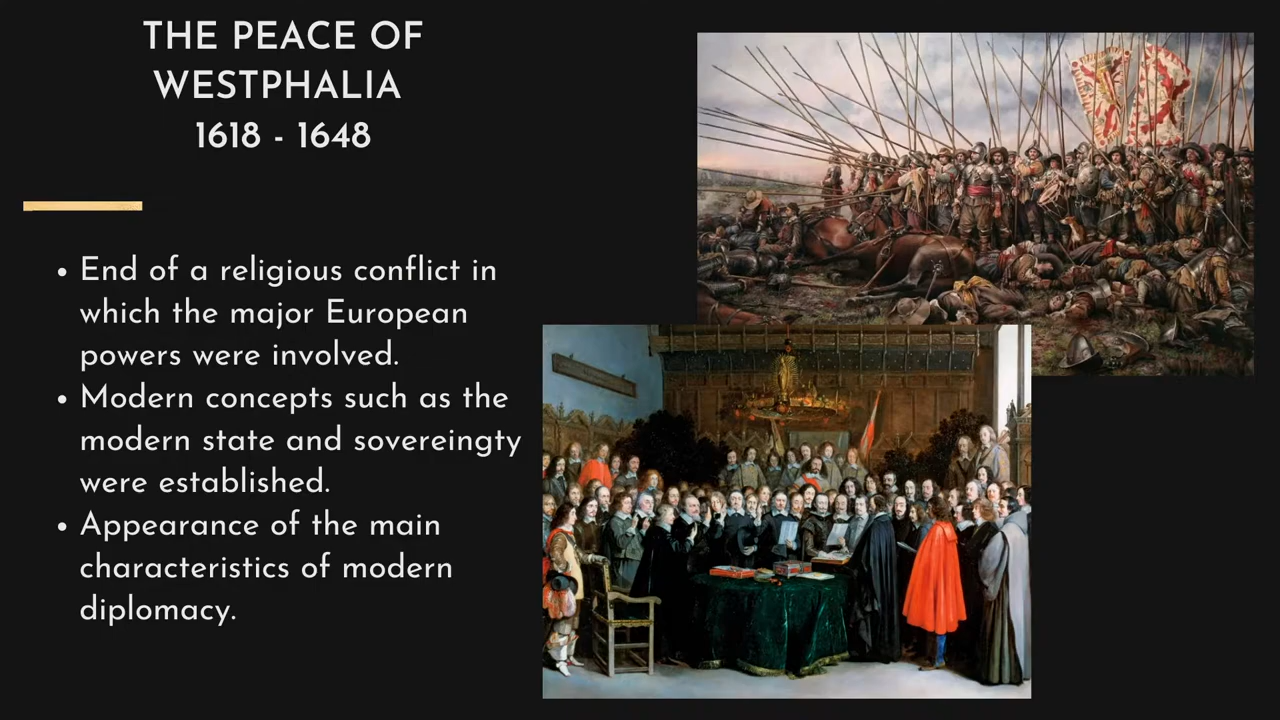 THE PEACE OF
WESTPHALIA
1618 - 1648
• End of a religious conflict in
which the major European
powers were involved.
• Modern concepts such as the
modern state and sovereingty
were established.
• Appearance of the main
characteristics of modern
diplomacy.